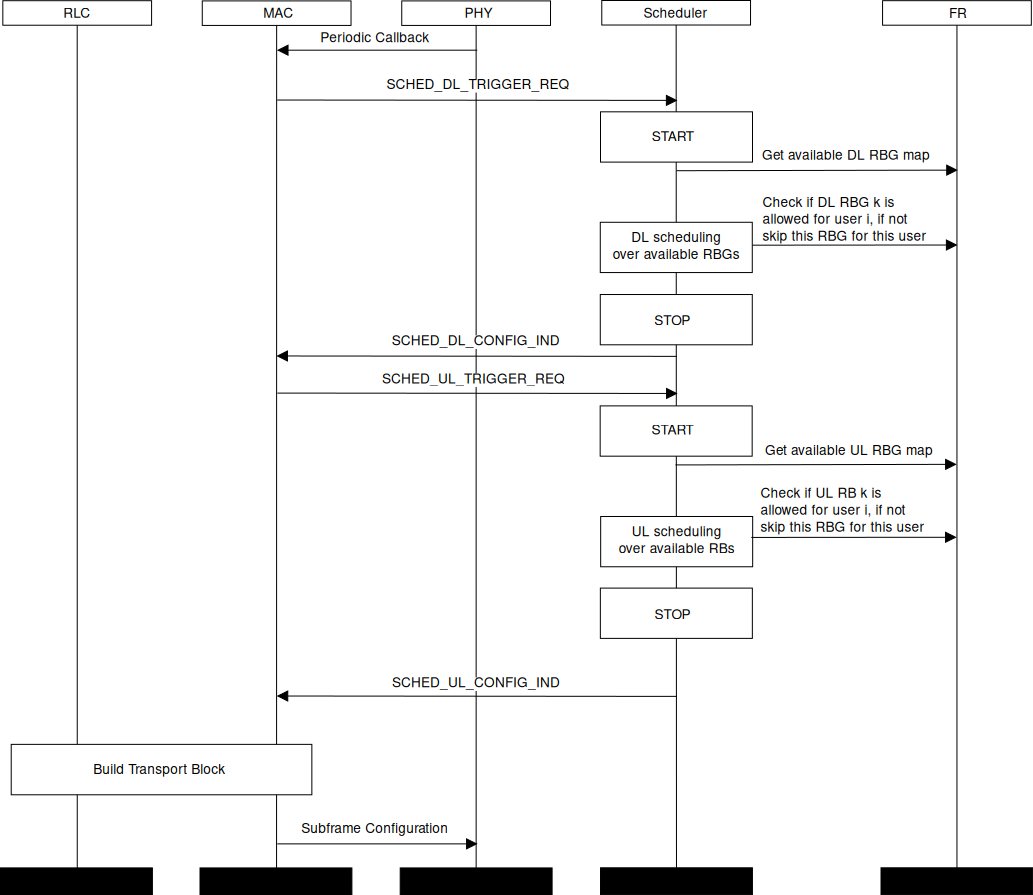 RLC
MAC
PHY
Scheduler
FR
Periodic Callback
SCHED_DL_TRIGGER_REQ
START
Get available DL RBG map
Check if DL RBG k is
allowed for user i, if not
skip this RBG for this user
DL scheduling
over available RBGs
STOP
SCHED_DL_CONFIG_IND
SCHED_UL_TRIGGER_REQ
START
Get available UL RBG map
Check if UL RB k is
allowed for user i, if not
skip this RBG for this user
UL scheduling
over available RBs
STOP
SCHED_UL_CONFIG_IND
Build Transport Block
Subframe Configuration